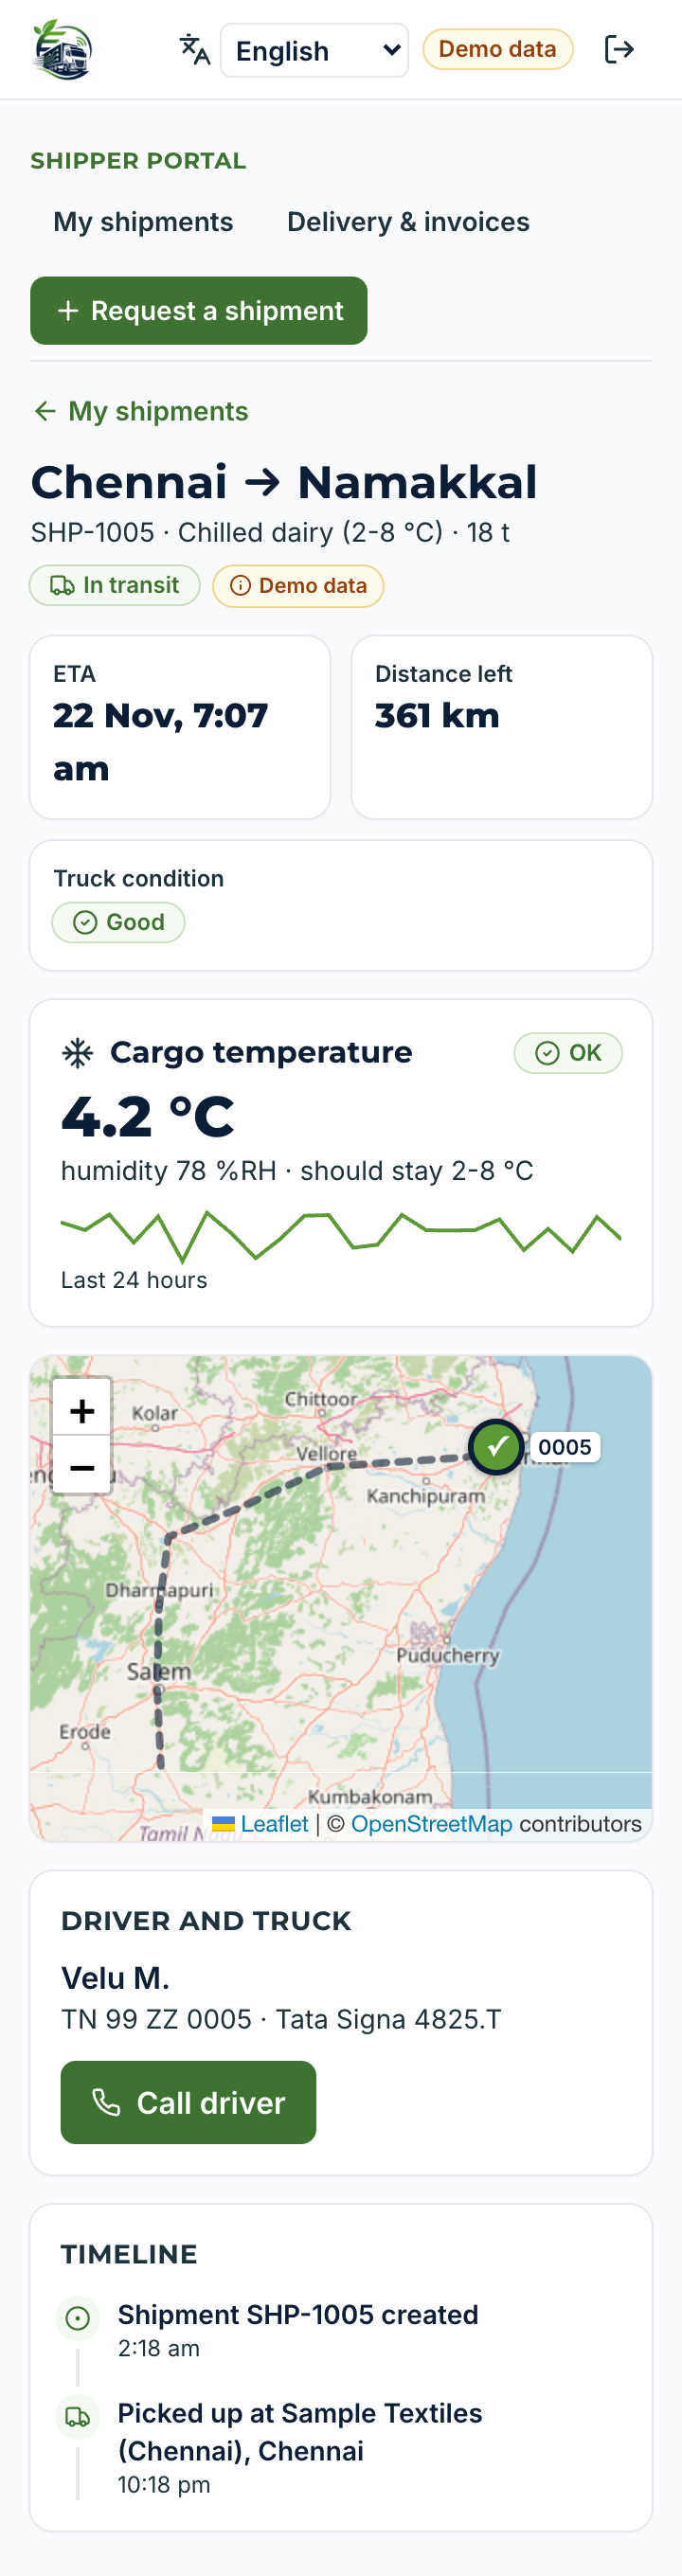 English
Demo data
SHIPPER PORTAL
My shipments
Delivery & invoices
+ Request a shipment
← My shipments
Chennai → Namakkal
SHP-1005 · Chilled dairy (2-8 °C) · 18 t
In transit
Demo data
ETA
22 Nov, 7:07
am
Distance left
361 km
Truck condition
Good
Cargo temperature
OK
4.2 °C
humidity 78 %RH · should stay 2-8 °C
Last 24 hours
+
−
Chittoor
Kolar
Vellore
0005
Kanchipuram
Dharmapuri
Puducherry
Salem
Erode
Kumbakonam
Tamil
Leaflet | © OpenStreetMap contributors
DRIVER AND TRUCK
Velu M.
TN 99 ZZ 0005 · Tata Signa 4825.T
Call driver
TIMELINE
Shipment SHP-1005 created
2:18 am
Picked up at Sample Textiles
(Chennai), Chennai
10:18 pm